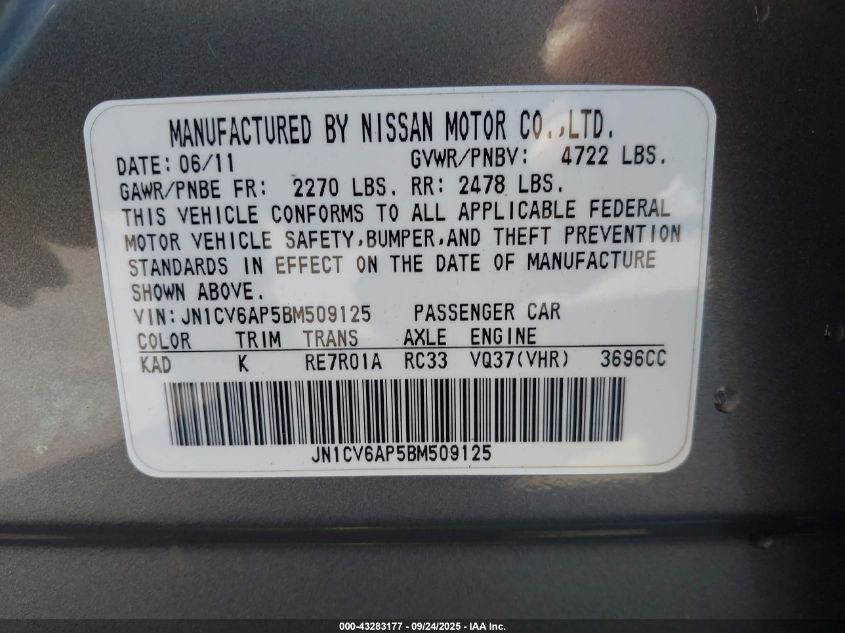 MANUFACTURED BY NISSAN MOTOR CO.,LTD.
DATE: 06/11 GVWR/PNBV: 4722 LBS.
GAWR/PNBE FR: 2270 LBS. RR: 2478 LBS.
THIS VEHICLE CONFORMS TO ALL APPLICABLE FEDERAL
MOTOR VEHICLE SAFETY,BUMPER,AND THEFT PREVENTION
STANDARDS IN EFFECT ON THE DATE OF MANUFACTURE
SHOWN ABOVE.
VIN:JN1CV6AP5BM509125 PASSENGER CAR
COLOR TRIM TRANS AXLE ENGINE
KAD K RE7R01A RC33 VQ37(VHR) 3696CC
JN1CV6AP5BM509125
000-43283177 - 09/24/2025 - IAA Inc.